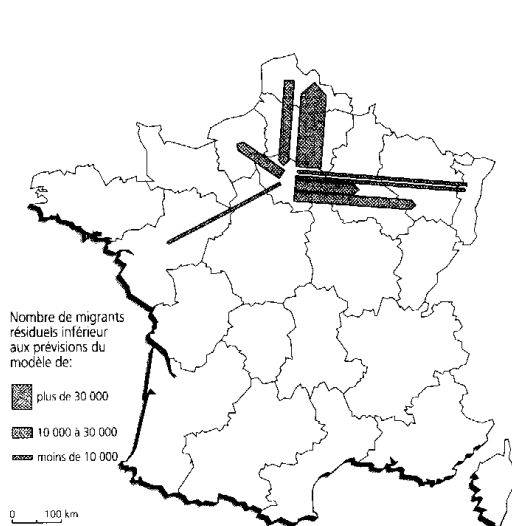 Nombre de migrants
résiduels inférieur
aux prévisions du
modèle de:
plus de 30 000
10 000 à 30 000
moins de 10 000
0 100 km